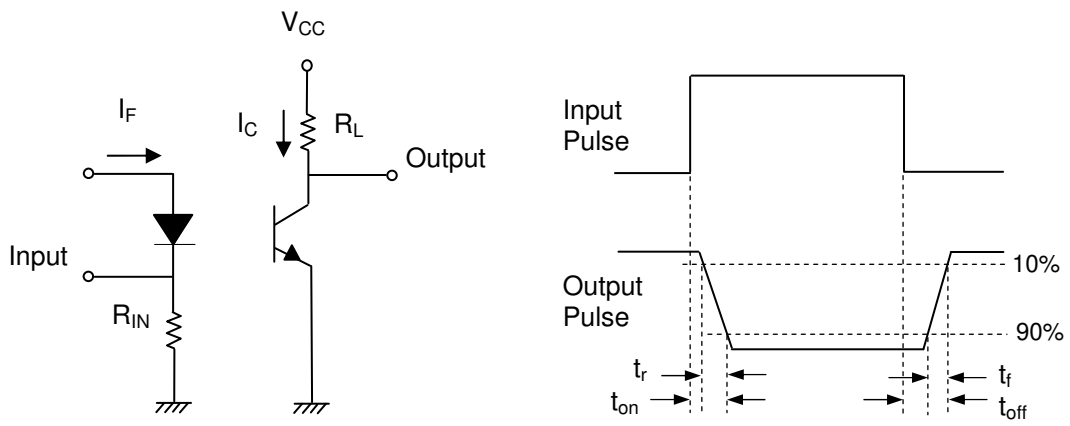 V_CC
I_F
I_C
R_L
Output
Input
R_IN
Input
Pulse
Output
Pulse
10%
90%
t_r
t_f
t_on
t_off